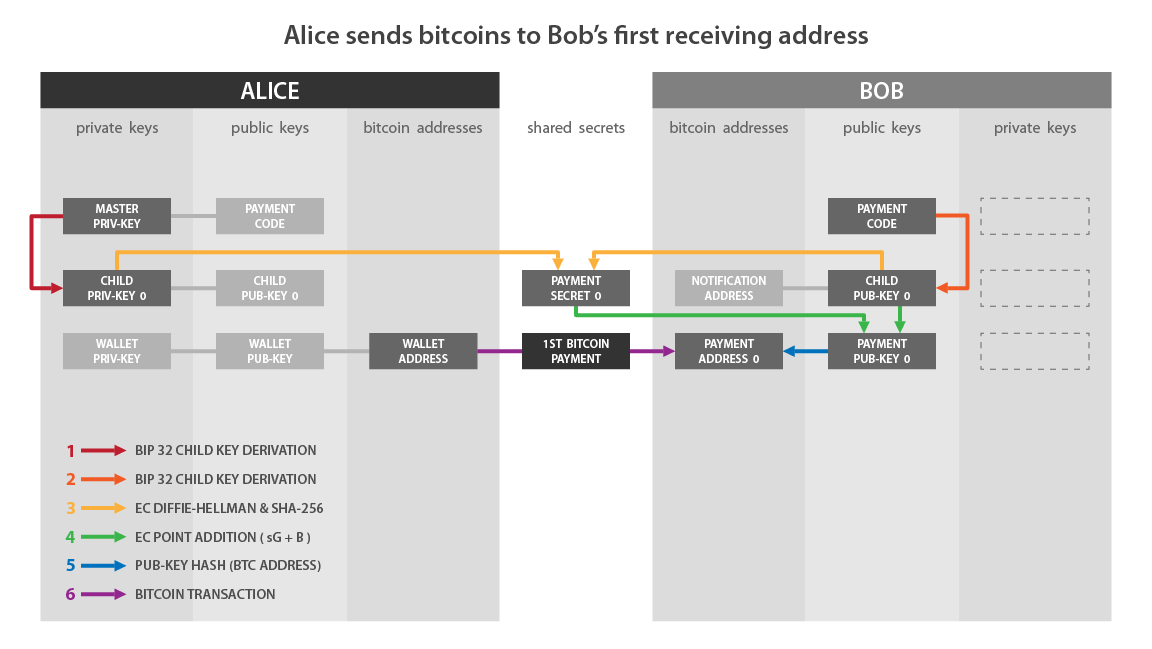 Alice sends bitcoins to Bob's first receiving address
ALICE
BOB
private keys
public keys
bitcoin addresses
shared secrets
bitcoin addresses
public keys
private keys
MASTER
PRIV-KEY
PAYMENT
CODE
PAYMENT
CODE
CHILD
PRIV-KEY 0
CHILD
PUB-KEY 0
PAYMENT
SECRET 0
NOTIFICATION
ADDRESS
CHILD
PUB-KEY 0
WALLET
PRIV-KEY
WALLET
PUB-KEY
WALLET
ADDRESS
1ST BITCOIN
PAYMENT
PAYMENT
ADDRESS 0
PAYMENT
PUB-KEY 0
1 BIP 32 CHILD KEY DERIVATION
2 BIP 32 CHILD KEY DERIVATION
3 EC DIFFIE-HELLMAN & SHA-256
4 EC POINT ADDITION ( sG + B )
5 PUB-KEY HASH (BTC ADDRESS)
6 BITCOIN TRANSACTION